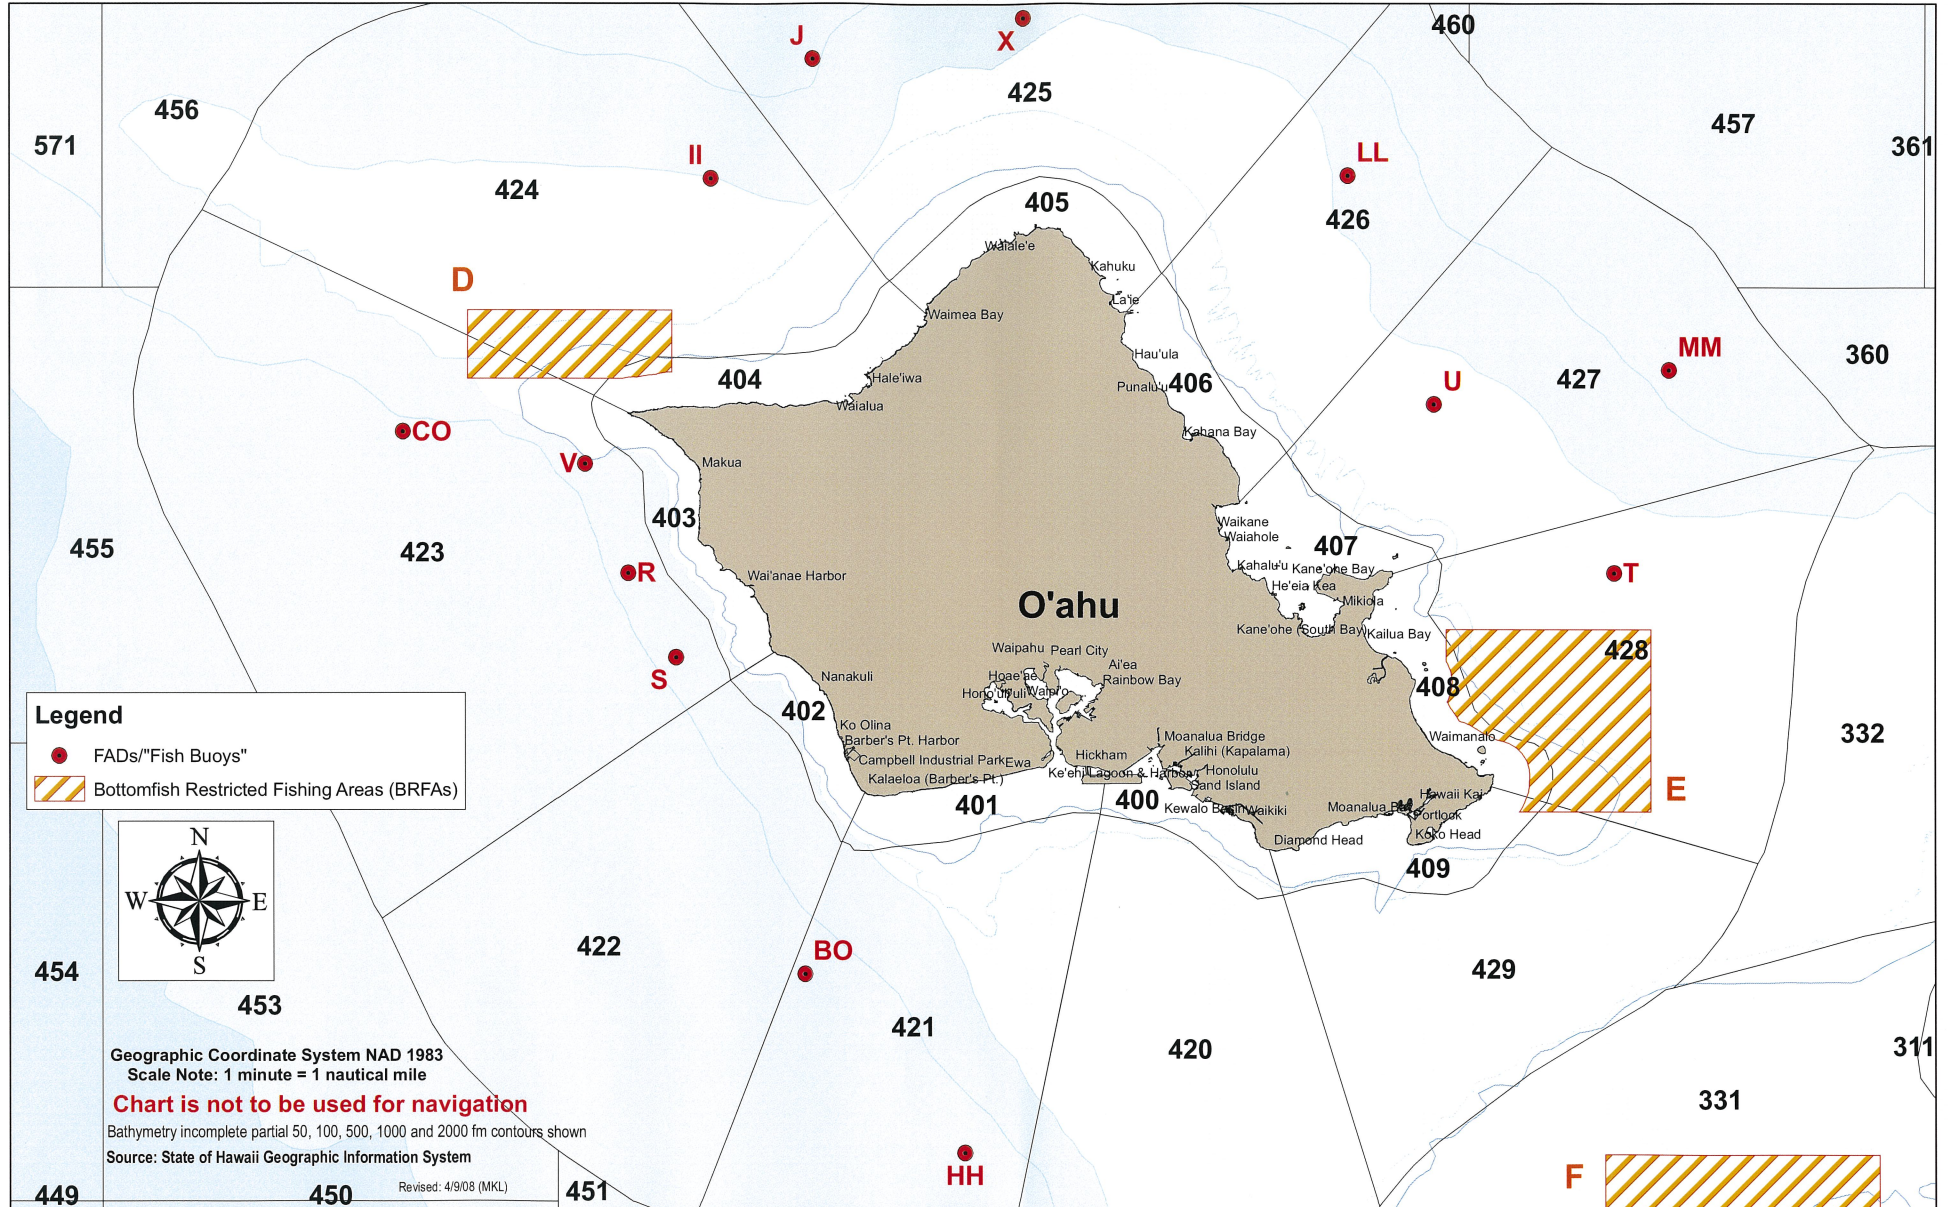 460
J
X
456
425
457
571
361
II
LL
424
405
426
Waiale'e
Kahuku
D
La'ie
Waimea Bay
MM
Hau'ula
360
404
Hale'iwa
Punalu'u
406
U
427
Waialua
CO
Kahana Bay
V
Makua
403
Waikane
455
423
Waiahole
407
Kahalu'u
Kane'ohe Bay
R
Wai'anae Harbor
He'eia Kea
T
O'ahu
Mikiola
Kane'ohe (South Bay)
Kailua Bay
Waipahu
Pearl City
428
S
Nanakuli
Hoae'ae
Ai'ea
Rainbow Bay
Hono'uli'uli
Waipi'o
408
402
Legend
Ko Olina
Barber's Pt. Harbor
Moanalua Bridge
Waimanalo
332
FADs/"Fish Buoys"
Campbell Industrial Park
Ewa
Hickham
Kalihi (Kapalama)
Kalaeloa (Barber's Pt.)
Ke'ehi Lagoon & Harbor
Honolulu
Sand Island
Bottomfish Restricted Fishing Areas (BRFAs)
E
401
400
Kewalo Basin
Waikiki
Moanalua Bay
Hawaii Kai
Portlock
Diamond Head
Koko Head
409
N
W
E
S
422
BO
429
454
453
421
420
311
Geographic Coordinate System NAD 1983
Scale Note: 1 minute = 1 nautical mile
Chart is not to be used for navigation
Bathymetry incomplete partial 50, 100, 500, 1000 and 2000 fm contours shown
Source: State of Hawaii Geographic Information System
331
HH
F
449
450
Revised: 4/9/08 (MKL)
451